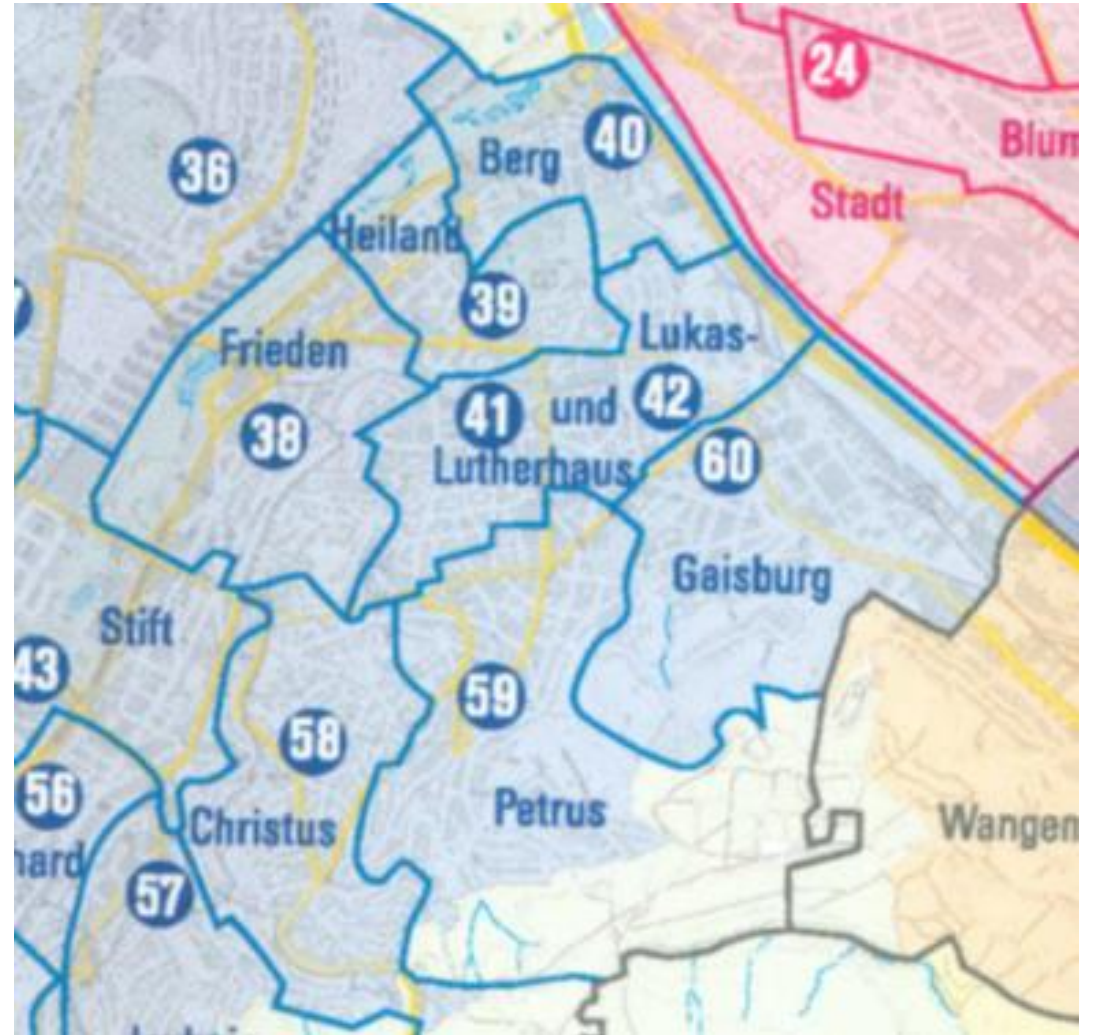 24
Blum
40
Berg
36
Stadt
Heiland
39
Lukas-
Frieden
42
und
41
38
60
Lutherhaus
Gaisburg
Stift
43
59
58
56
Petrus
Christus
Wangen
hard
57